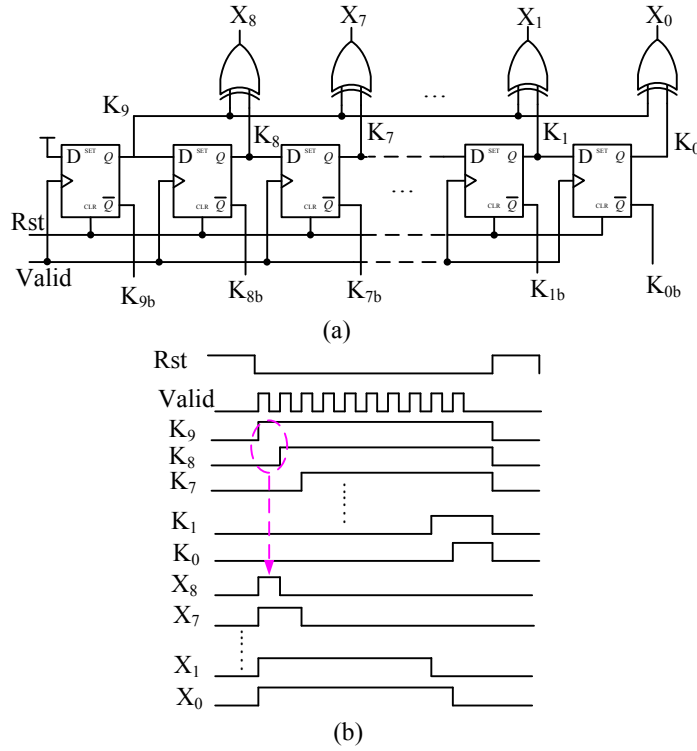 X8 X7 X1 X0
...
K9 K8 K7 K1 K0
D SET Q CLR Q D SET Q CLR Q D SET Q CLR Q ... D SET Q CLR Q D SET Q CLR Q
Rst
Valid
K9b K8b K7b K1b K0b
(a)
Rst
Valid
K9
K8
K7
K1
K0
X8
X7
X1
X0
(b)